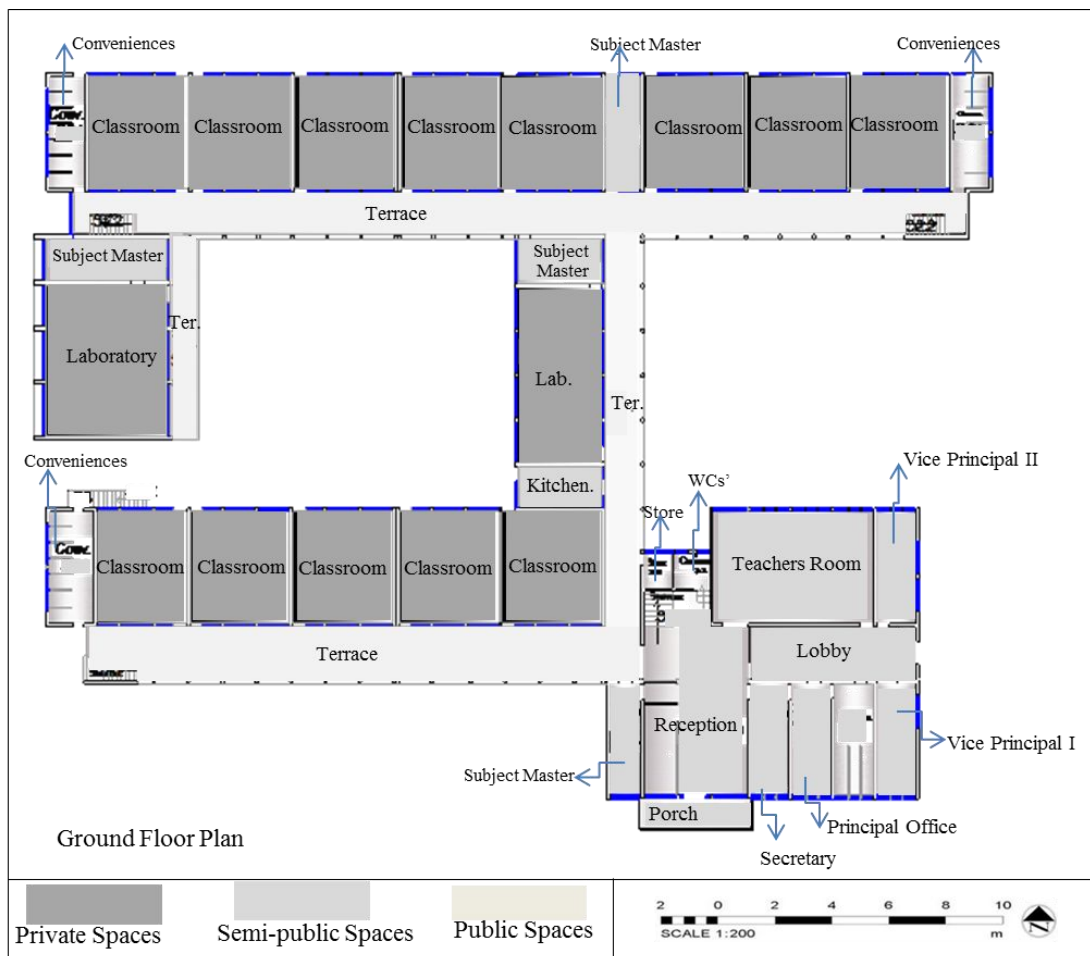 Conveniences
Subject Master
Conveniences
Classroom Classroom Classroom Classroom Classroom Classroom Classroom Classroom
Terrace
Subject Master
Subject
Master
Ter.
Laboratory
Lab.
Ter.
Conveniences
Vice Principal II
Kitchen.
WCs'
Store
Classroom Classroom Classroom Classroom Classroom
Teachers Room
Terrace
Lobby
Reception
Vice Principal I
Subject Master
Porch
Principal Office
Secretary
Ground Floor Plan
Private Spaces
Semi-public Spaces
Public Spaces
2 0 2 4 6 8 10
SCALE 1:200
m